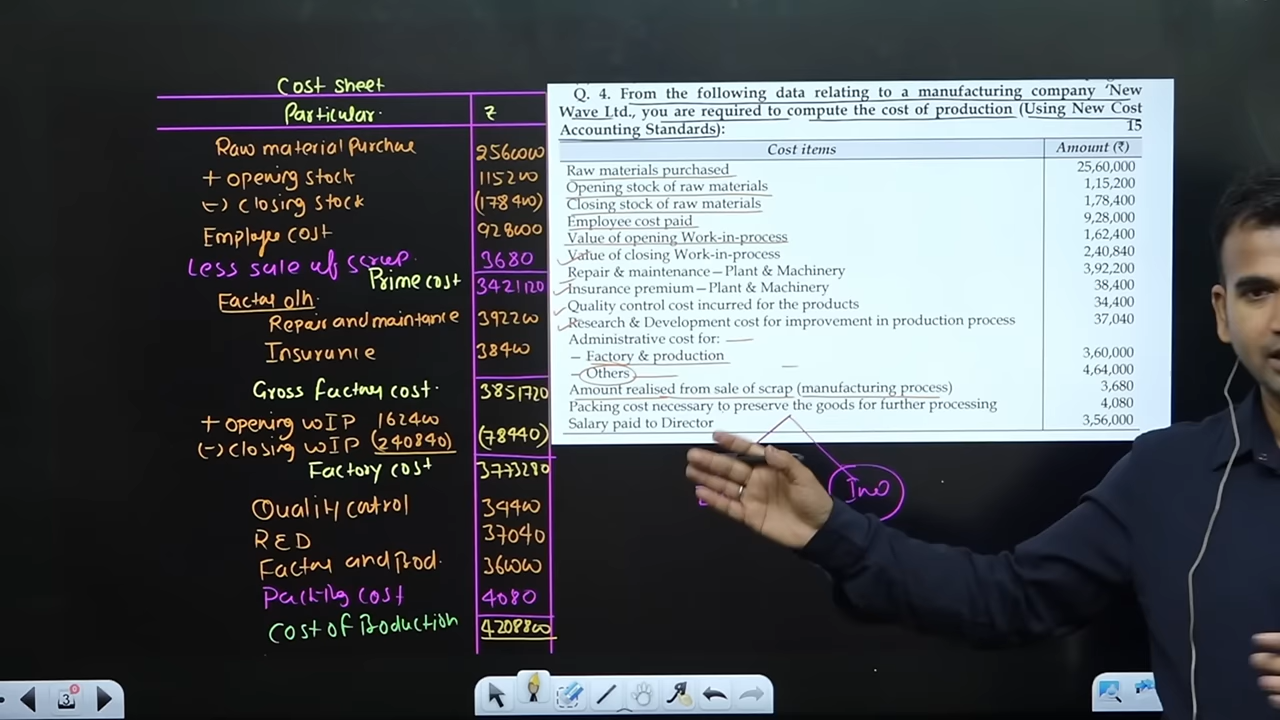 Cost sheet
Particular. ₹
Raw material Purchase 2560000
+ opening stock 115200
(-) closing stock (178400)
Employee cost 928000
Less sale of scrap. 3680
Prime cost 3421120
Factory o/h.
Repair and maintance 392200
Insurance 38400
Gross factory cost. 3851720
+ opening WIP 162400
(-) closing WIP (240840) (78440)
Factory cost 3773280
Quality control 34400
R&D 37040
Factory and Prod. 360000
Packing cost 4080
Cost of Production 4208800
Q. 4. From the following data relating to a manufacturing company 'New
Wave Ltd., you are required to compute the cost of production (Using New Cost
Accounting Standards): 15
Cost items Amount (₹)
Raw materials purchased 25,60,000
Opening stock of raw materials 1,15,200
Closing stock of raw materials 1,78,400
Employee cost paid 9,28,000
Value of opening Work-in-process 1,62,400
Value of closing Work-in-process 2,40,840
Repair & maintenance—Plant & Machinery 3,92,200
Insurance premium—Plant & Machinery 38,400
Quality control cost incurred for the products 34,400
Research & Development cost for improvement in production process 37,040
Administrative cost for:
– Factory & production 3,60,000
– Others 4,64,000
Amount realised from sale of scrap (manufacturing process) 3,680
Packing cost necessary to preserve the goods for further processing 4,080
Salary paid to Director 3,56,000
3